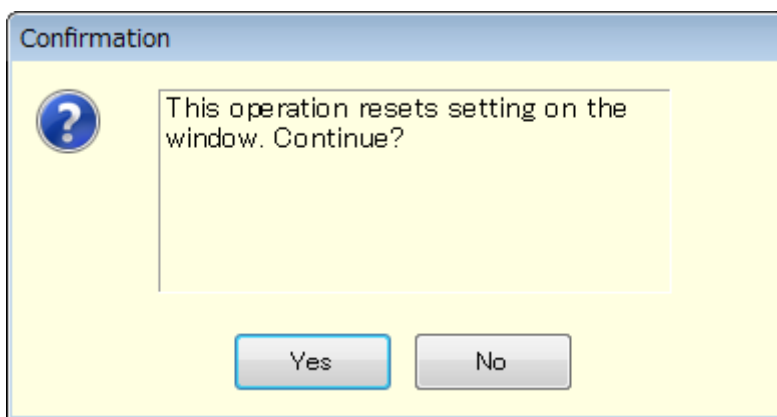 Confirmation
This operation resets setting on the
window. Continue?
Yes
No